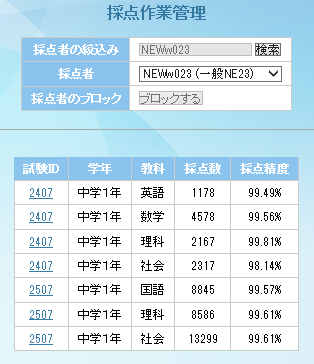 採点作業管理
採点者の絞込み NEWw023 検索
採点者 NEWw023 (一般NE23)
採点者のブロック ブロックする
試験ID 学年 教科 採点数 採点精度
2407 中学1年 英語 1178 99.49%
2407 中学1年 数学 4578 99.56%
2407 中学1年 理科 2167 99.81%
2407 中学1年 社会 2317 98.14%
2507 中学1年 国語 8845 99.57%
2507 中学1年 理科 8586 99.61%
2507 中学1年 社会 13299 99.61%